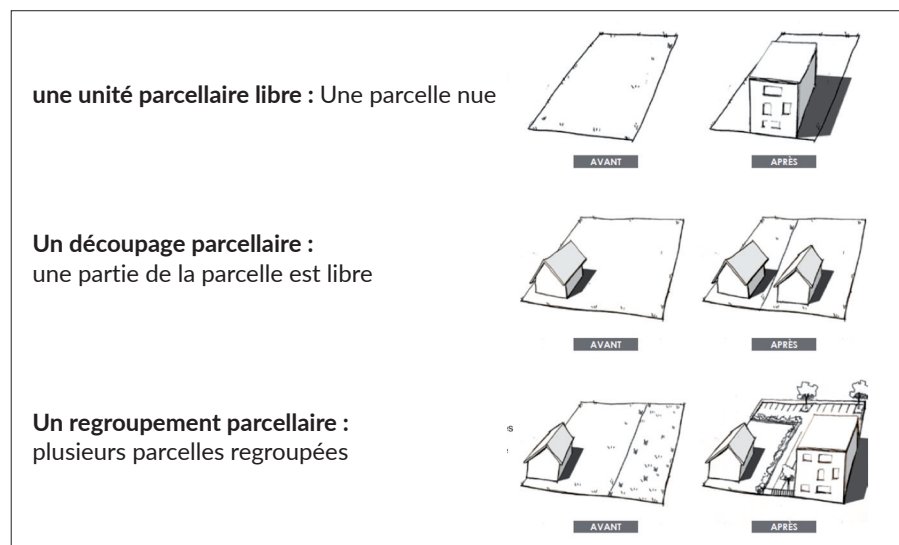 une unité parcellaire libre : Une parcelle nue
AVANT
APRÈS
Un découpage parcellaire :
une partie de la parcelle est libre
AVANT
APRÈS
Un regroupement parcellaire :
plusieurs parcelles regroupées
AVANT
APRÈS